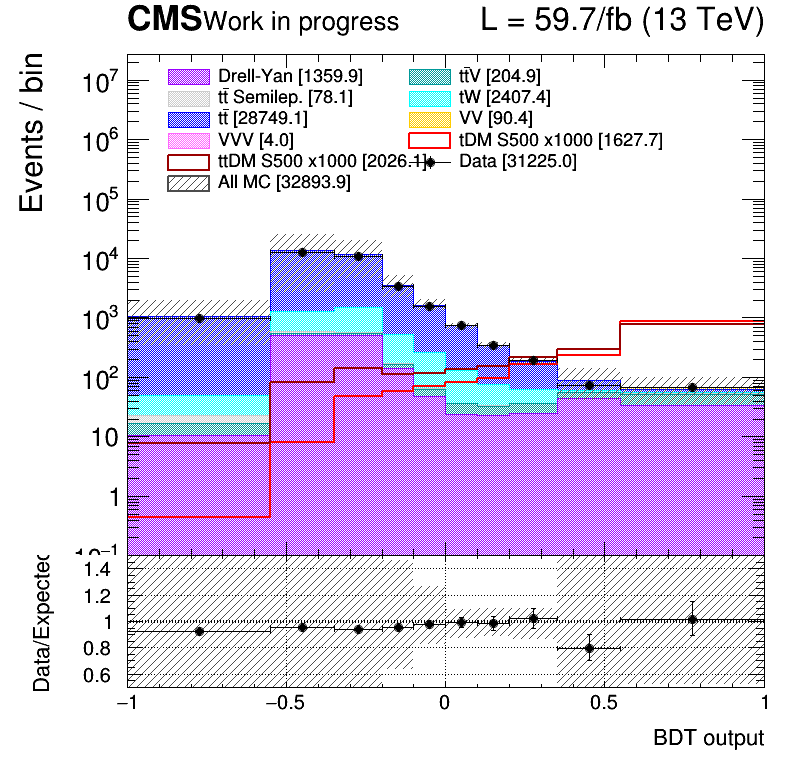 CMS Work in progress L = 59.7/fb (13 TeV)
Events / bin
Drell-Yan [1359.9] tt̄V [204.9]
tt̄ Semilep. [78.1] tW [2407.4]
tt̄ [28749.1] VV [90.4]
VVV [4.0] tDM S500 x1000 [1627.7]
ttDM S500 x1000 [2026.1] Data [31225.0]
All MC [32893.9]
10⁷
10⁶
10⁵
10⁴
10³
10²
10
1
10⁻¹
Data/Expected
1.4
1.2
1
0.8
0.6
−1 −0.5 0 0.5 1
BDT output